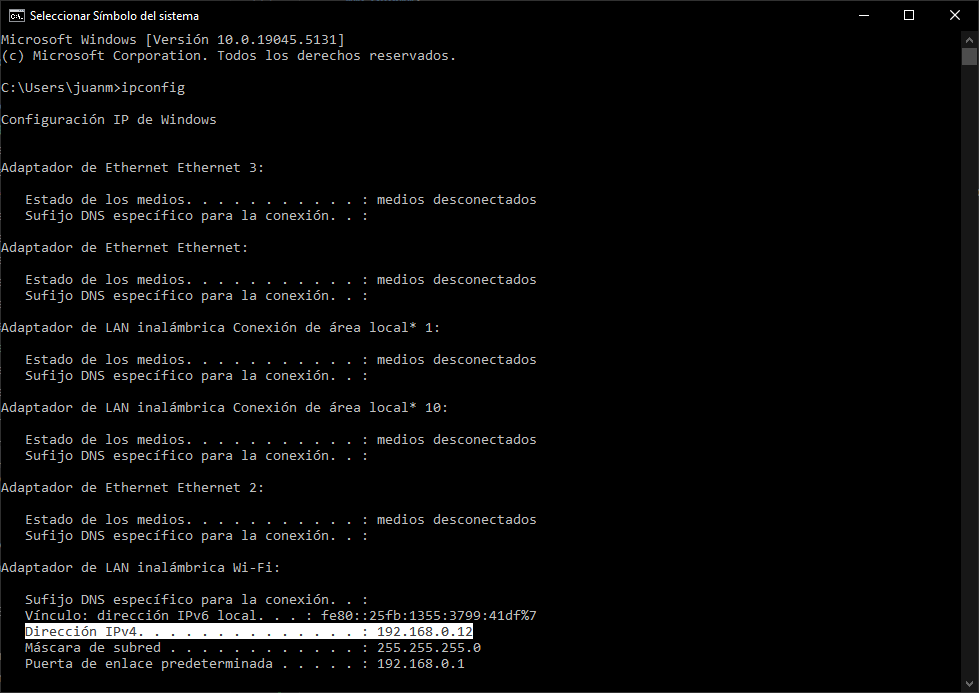 Seleccionar Símbolo del sistema
Microsoft Windows [Versión 10.0.19045.5131]
(c) Microsoft Corporation. Todos los derechos reservados.
C:\Users\juanm>ipconfig
Configuración IP de Windows
Adaptador de Ethernet Ethernet 3:
Estado de los medios. . . . . . . . . . . : medios desconectados
Sufijo DNS específico para la conexión. . :
Adaptador de Ethernet Ethernet:
Estado de los medios. . . . . . . . . . . : medios desconectados
Sufijo DNS específico para la conexión. . :
Adaptador de LAN inalámbrica Conexión de área local* 1:
Estado de los medios. . . . . . . . . . . : medios desconectados
Sufijo DNS específico para la conexión. . :
Adaptador de LAN inalámbrica Conexión de área local* 10:
Estado de los medios. . . . . . . . . . . : medios desconectados
Sufijo DNS específico para la conexión. . :
Adaptador de Ethernet Ethernet 2:
Estado de los medios. . . . . . . . . . . : medios desconectados
Sufijo DNS específico para la conexión. . :
Adaptador de LAN inalámbrica Wi-Fi:
Sufijo DNS específico para la conexión. . :
Vínculo: dirección IPv6 local. . . : fe80::25fb:1355:3799:41df%7
Dirección IPv4. . . . . . . . . . . . . . : 192.168.0.12
Máscara de subred . . . . . . . . . . . . : 255.255.255.0
Puerta de enlace predeterminada . . . . . : 192.168.0.1